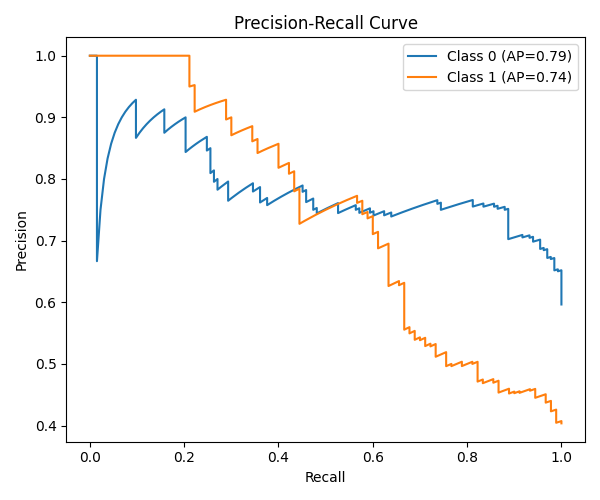 Precision-Recall Curve
Class 0 (AP=0.79)
Class 1 (AP=0.74)
Precision
1.0
0.9
0.8
0.7
0.6
0.5
0.4
0.0 0.2 0.4 0.6 0.8 1.0
Recall